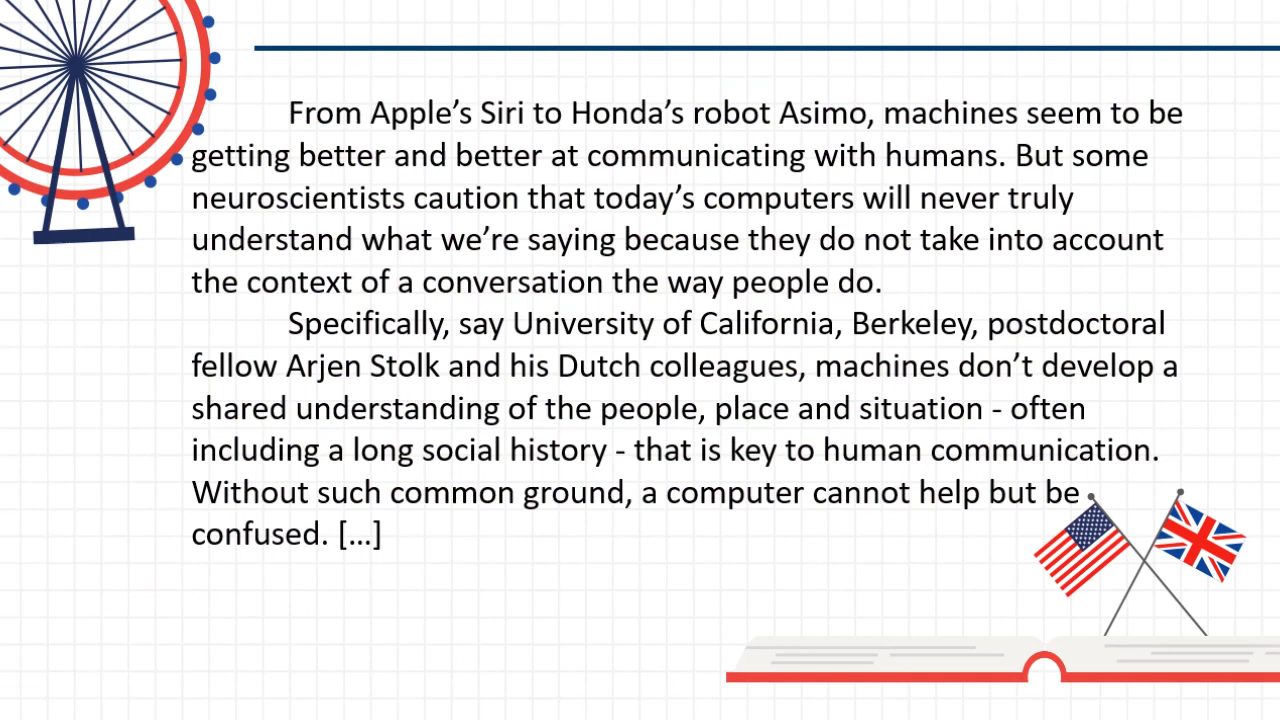 From Apple’s Siri to Honda’s robot Asimo, machines seem to be
getting better and better at communicating with humans. But some
neuroscientists caution that today’s computers will never truly
understand what we’re saying because they do not take into account
the context of a conversation the way people do.
Specifically, say University of California, Berkeley, postdoctoral
fellow Arjen Stolk and his Dutch colleagues, machines don’t develop a
shared understanding of the people, place and situation - often
including a long social history - that is key to human communication.
Without such common ground, a computer cannot help but be
confused. [...]